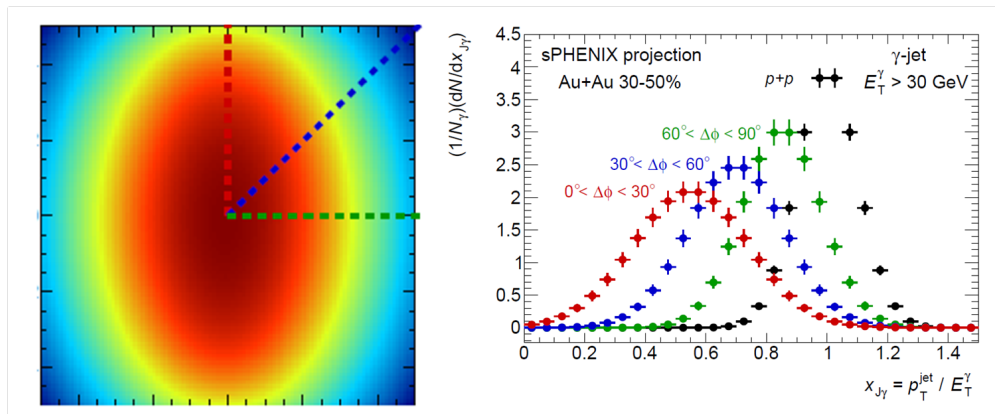 sPHENIX projection
Au+Au 30-50%
p+p
γ-jet
E_T^γ > 30 GeV
60°< Δϕ < 90°
30°< Δϕ < 60°
0°< Δϕ < 30°
(1/N_γ)(dN/dx_Jγ)
4.5
4
3.5
3
2.5
2
1.5
1
0.5
0
0 0.2 0.4 0.6 0.8 1 1.2 1.4
x_Jγ = p_T^jet / E_T^γ